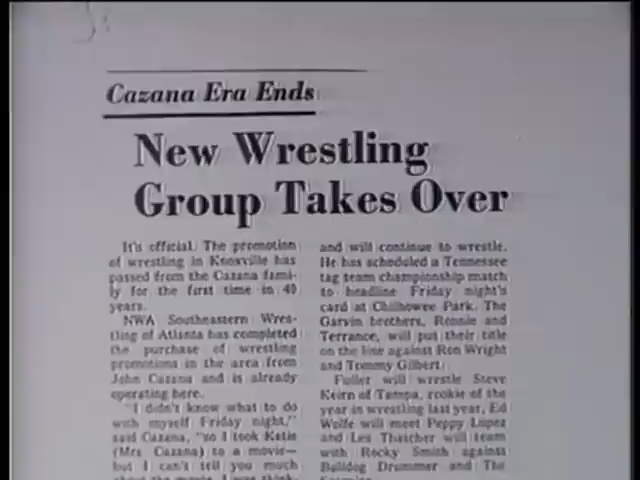 Cazana Era Ends
New Wrestling
Group Takes Over
It's official. The promotion
of wrestling in Knoxville has
passed from the Cazana fami-
ly for the first time in 40
years.
NWA Southeastern Wres-
tling of Atlanta has completed
the purchase of wrestling
promotions in the area from
John Cazana and is already
operating here.
"I didn't know what to do
with myself Friday night,"
said Cazana, "so I took Katie
(Mrs. Cazana) to a movie—
but I can't tell you much
about the movie. I was think-
and will continue to wrestle.
He has scheduled a Tennessee
tag team championship match
to headline Friday night's
card at Chilhowee Park. The
Garvin brothers, Ronnie and
Terrance, will put their title
on the line against Ron Wright
and Tommy Gilbert.
Fuller will wrestle Steve
Keirn of Tampa, rookie of the
year in wrestling last year, Ed
Wolfe will meet Peppy Lopez
and Les Thatcher will team
with Rocky Smith against
Bulldog Drummer and The